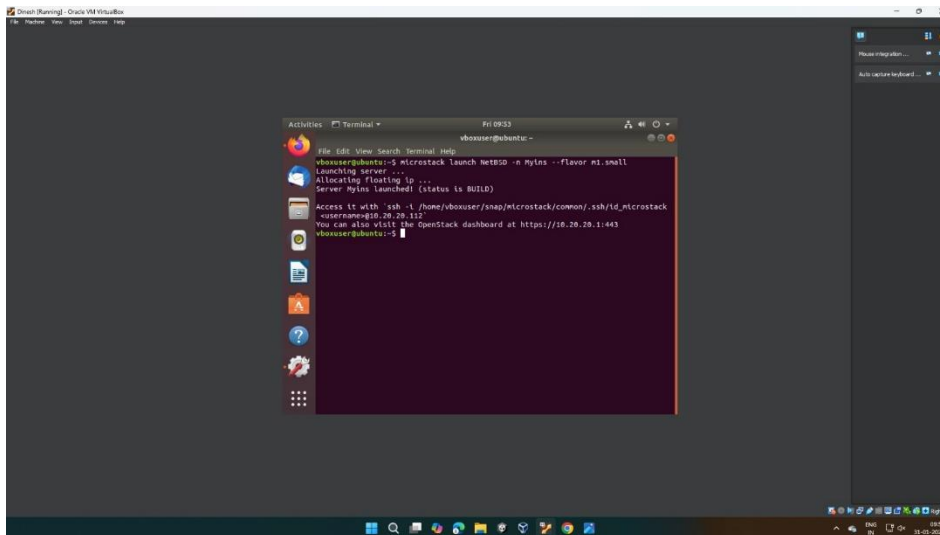 Dinesh [Running] - Oracle VM VirtualBox
File Machine View Input Devices Help
Mouse integration ...
Auto capture keyboard ...
Activities Terminal Fri 09:53
vboxuser@ubuntu: ~
File Edit View Search Terminal Help
vboxuser@ubuntu:~$ microstack launch NetBSD -n Myins --flavor m1.small
Launching server ...
Allocating floating ip ...
Server Myins launched! (status is BUILD)
Access it with `ssh -i /home/vboxuser/snap/microstack/common/.ssh/id_microstack
<username>@10.20.20.112`
You can also visit the OpenStack dashboard at https://10.20.20.1:443
vboxuser@ubuntu:~$
ENG
IN